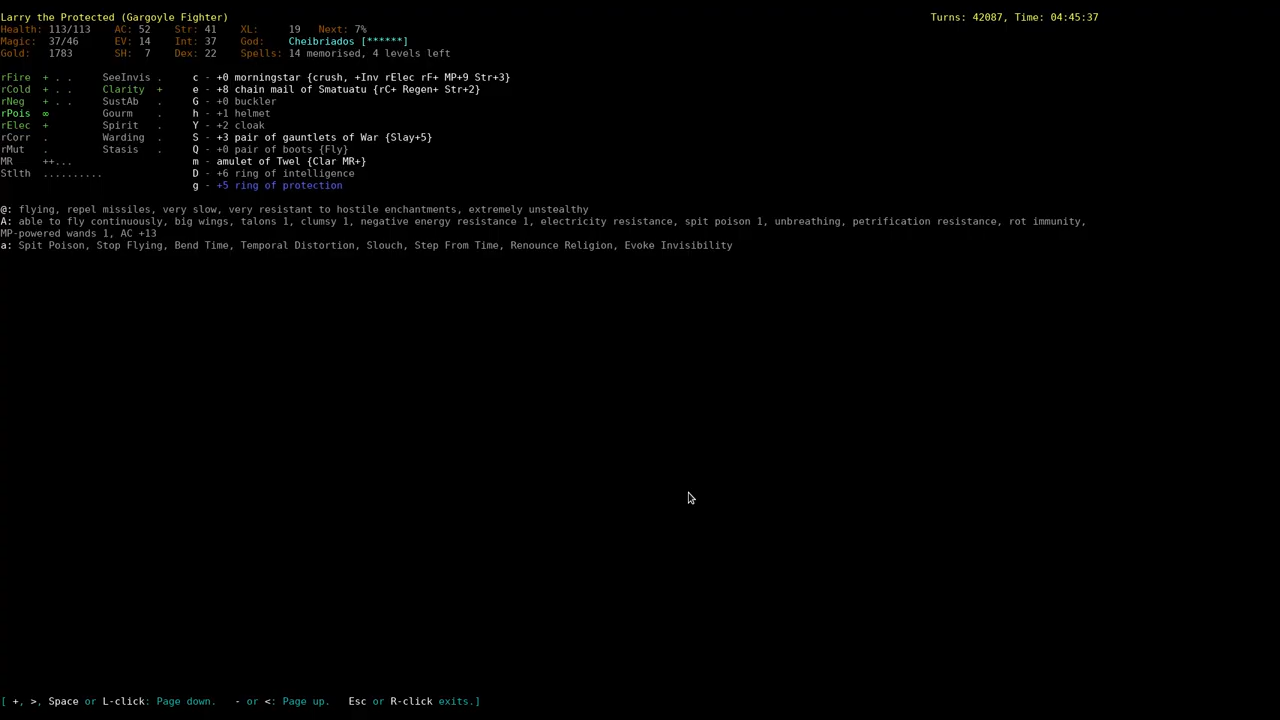 Larry the Protected (Gargoyle Fighter) Turns: 42087, Time: 04:45:37
Health: 113/113 AC: 52 Str: 41 XL: 19 Next: 7%
Magic: 37/46 EV: 14 Int: 37 God: Cheibriados [******]
Gold: 1783 SH: 7 Dex: 22 Spells: 14 memorised, 4 levels left
rFire + . . SeeInvis . c - +0 morningstar {crush, +Inv rElec rF+ MP+9 Str+3}
rCold + . . Clarity + e - +8 chain mail of Smatuatu {rC+ Regen+ Str+2}
rNeg + . . SustAb . G - +0 buckler
rPois ∞ Gourm . h - +1 helmet
rElec + Spirit . Y - +2 cloak
rCorr . Warding . S - +3 pair of gauntlets of War {Slay+5}
rMut . Stasis . Q - +0 pair of boots {Fly}
MR ++... m - amulet of Twel {Clar MR+}
Stlth .......... D - +6 ring of intelligence
g - +5 ring of protection
@: flying, repel missiles, very slow, very resistant to hostile enchantments, extremely unstealthy
A: able to fly continuously, big wings, talons 1, clumsy 1, negative energy resistance 1, electricity resistance, spit poison 1, unbreathing, petrification resistance, rot immunity,
MP-powered wands 1, AC +13
a: Spit Poison, Stop Flying, Bend Time, Temporal Distortion, Slouch, Step From Time, Renounce Religion, Evoke Invisibility
[ +, >, Space or L-click: Page down. - or <: Page up. Esc or R-click exits.]